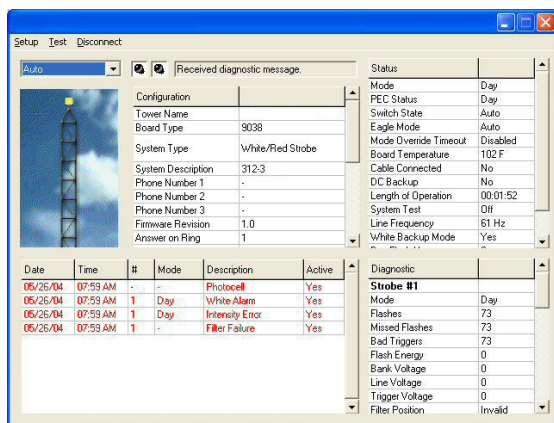 Setup Test Disconnect
Auto
Received diagnostic message.
Configuration
Tower Name
Board Type 9038
System Type White/Red Strobe
System Description 312-3
Phone Number 1 -
Phone Number 2 -
Phone Number 3 -
Firmware Revision 1.0
Answer on Ring 1
Status
Mode Day
PEC Status Day
Switch State Auto
Eagle Mode Auto
Mode Override Timeout Disabled
Board Temperature 102 F
Cable Connected No
DC Backup No
Length of Operation 00:01:52
System Test Off
Line Frequency 61 Hz
White Backup Mode Yes
Date Time # Mode Description Active
05/26/04 07:59 AM - - Photocell Yes
05/26/04 07:59 AM 1 Day White Alarm Yes
05/26/04 07:59 AM 1 Day Intensity Error Yes
05/26/04 07:59 AM 1 - Filter Failure Yes
Diagnostic
Strobe #1
Mode Day
Flashes 73
Missed Flashes 73
Bad Triggers 73
Flash Energy 0
Bank Voltage 0
Line Voltage 0
Trigger Voltage 0
Filter Position Invalid